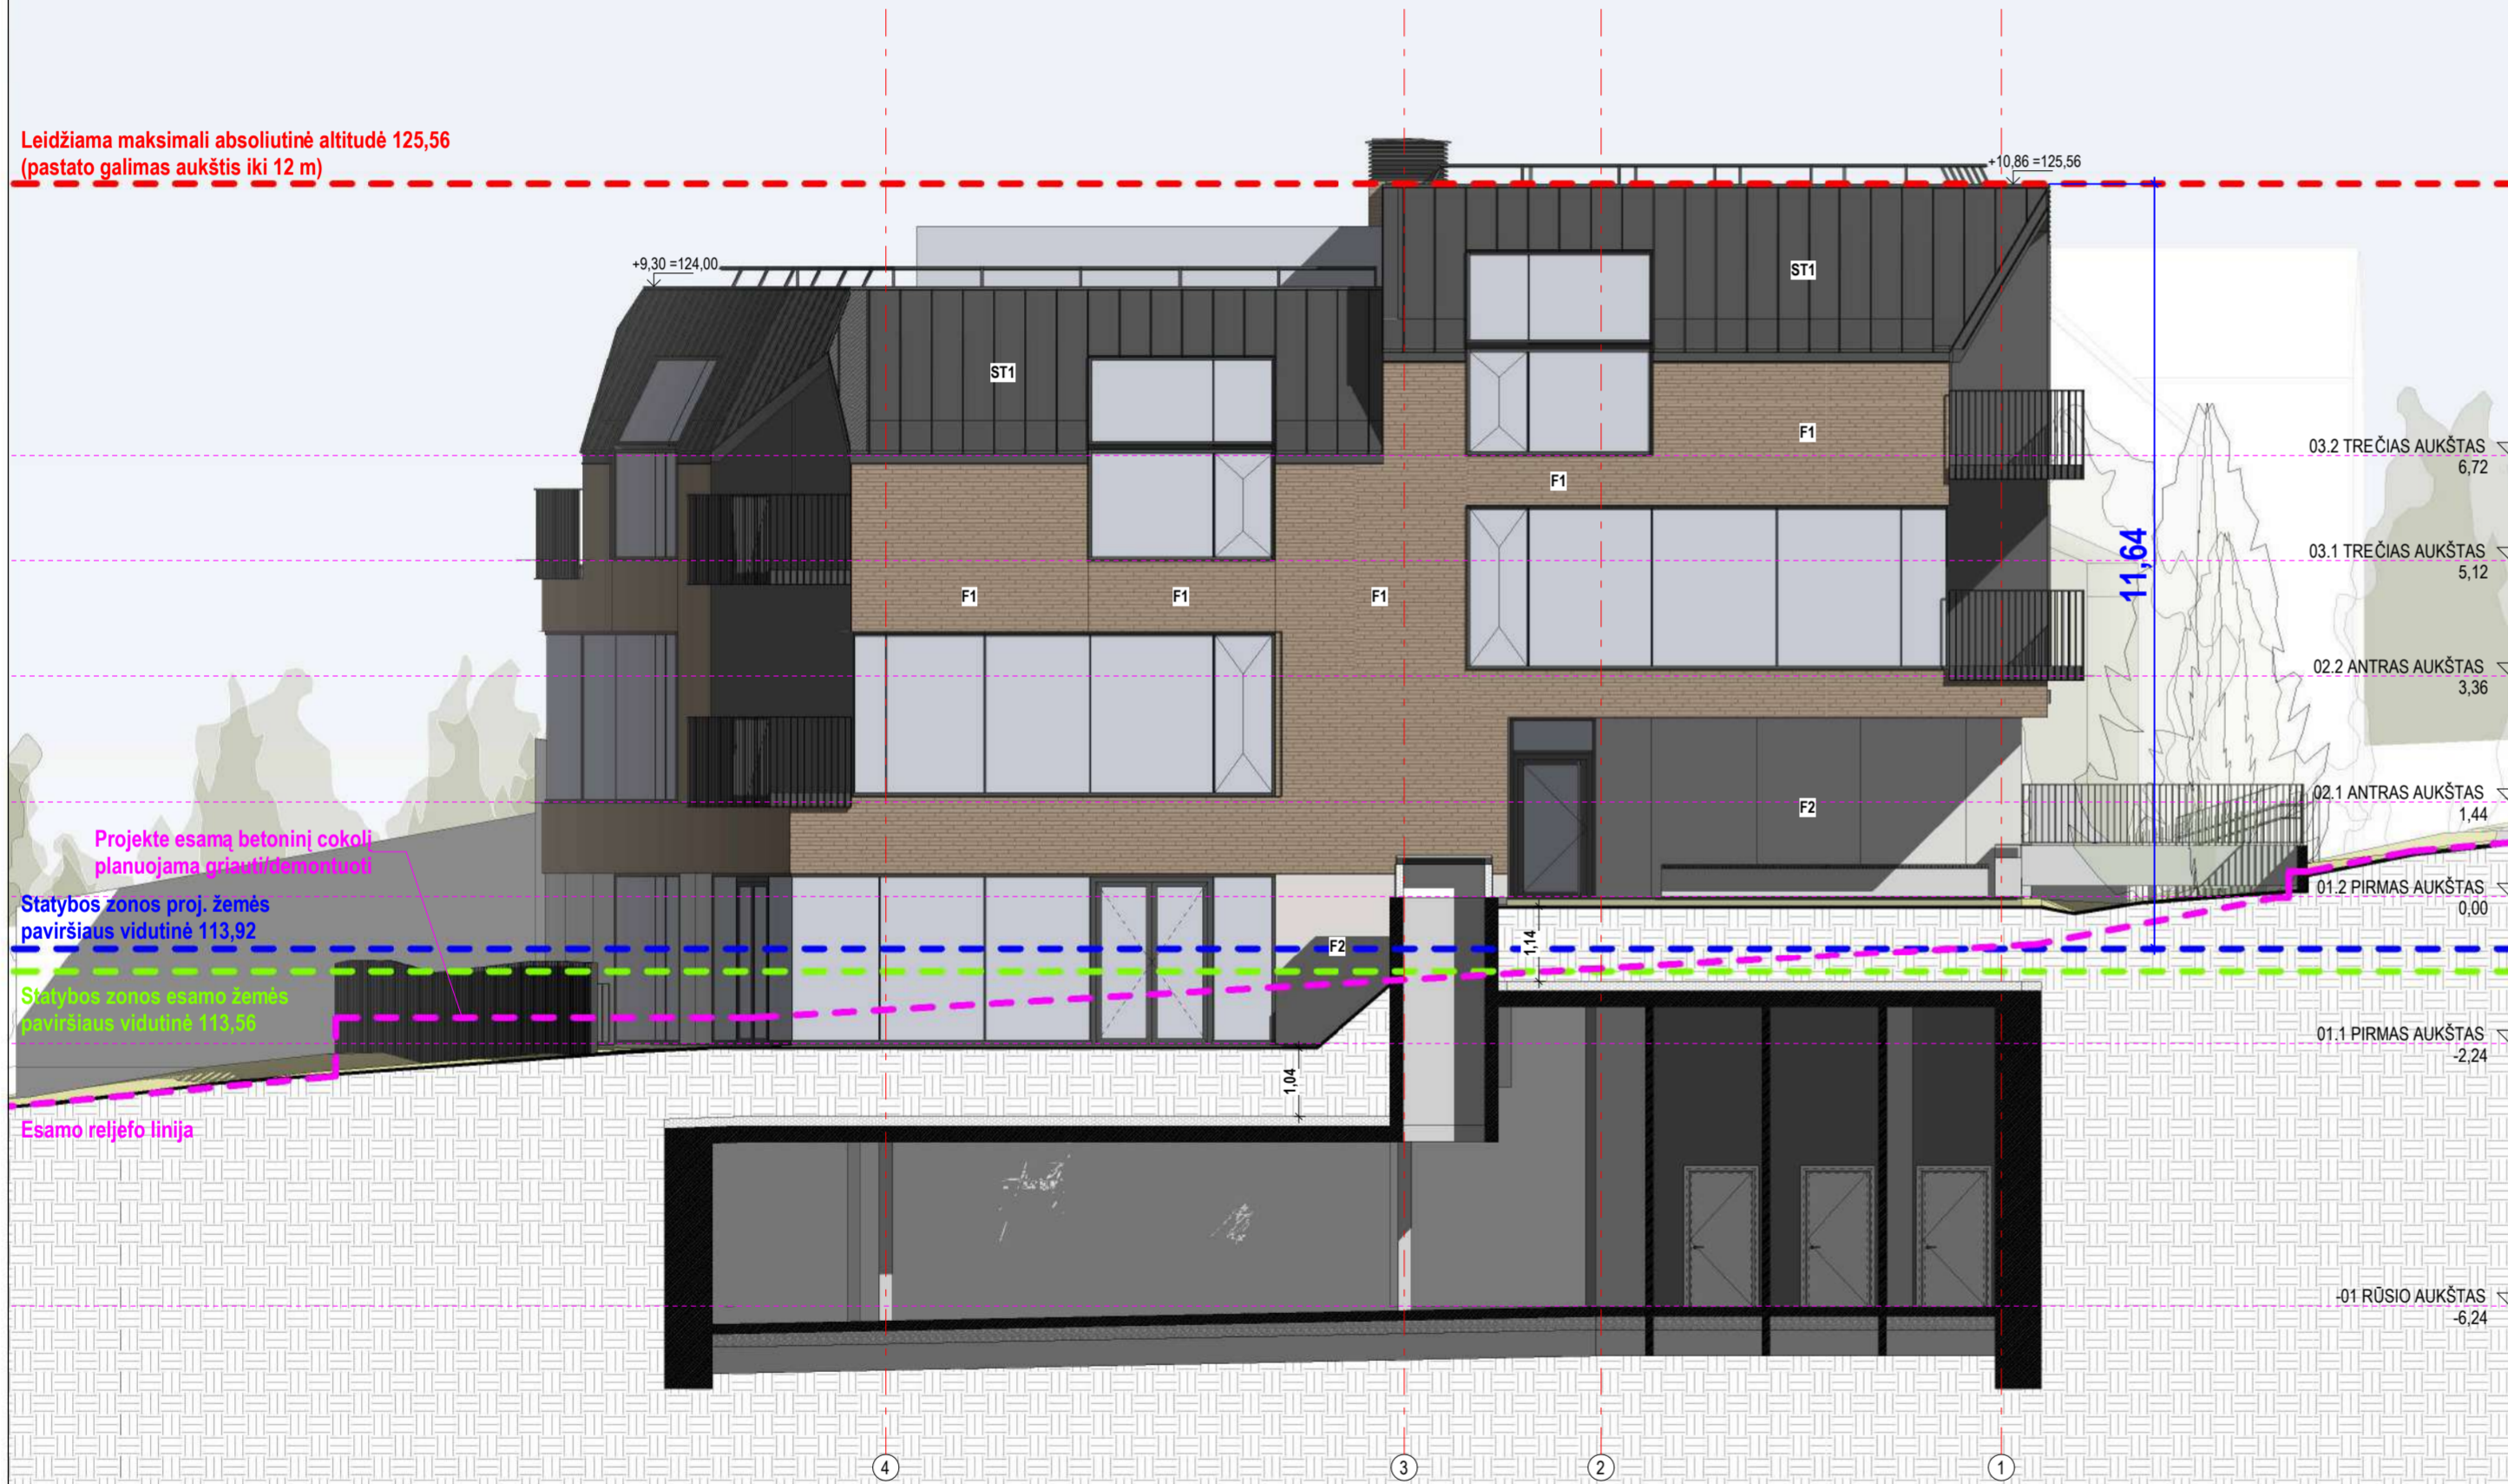 Leidžiama maksimali absoliutinė altitudė 125,56
(pastato galimas aukštis iki 12 m)
+10,86 =125,56
+9,30 =124,00
ST1
ST1
F1
03.2 TREČIAS AUKŠTAS
6,72
F1
11,64
03.1 TREČIAS AUKŠTAS
5,12
F1
F1
F1
02.2 ANTRAS AUKŠTAS
3,36
02.1 ANTRAS AUKŠTAS
1,44
F2
Projekte esamą betoninį cokolį
planuojama griauti/demontuoti
01.2 PIRMAS AUKŠTAS
0,00
Statybos zonos proj. žemės
paviršiaus vidutinė 113,92
F2
1,14
Statybos zonos esamo žemės
paviršiaus vidutinė 113,56
01.1 PIRMAS AUKŠTAS
-2,24
1,04
Esamo reljefo linija
-01 RŪSIO AUKŠTAS
-6,24
4
3
2
1